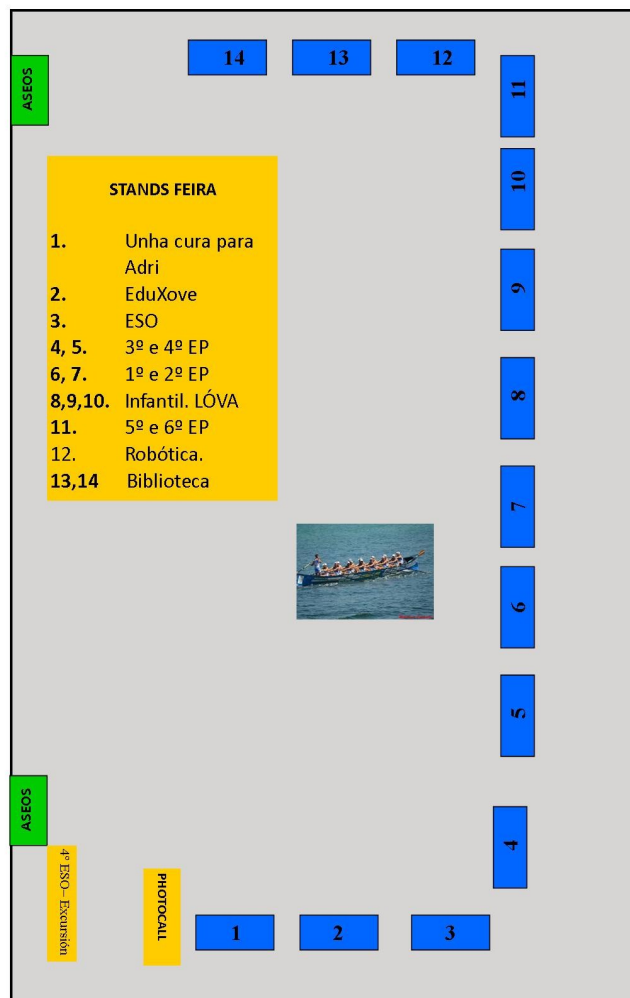 14 13 12
ASEOS
11
10
STANDS FEIRA
1. Unha cura para
Adri
2. EduXove
3. ESO
4, 5. 3º e 4º EP
6, 7. 1º e 2º EP
8,9,10. Infantil. LÓVA
11. 5º e 6º EP
12. Robótica.
13,14 Biblioteca
9
8
7
6
5
ASEOS
4
4º ESO– Excursión
PHOTOCALL
1 2 3